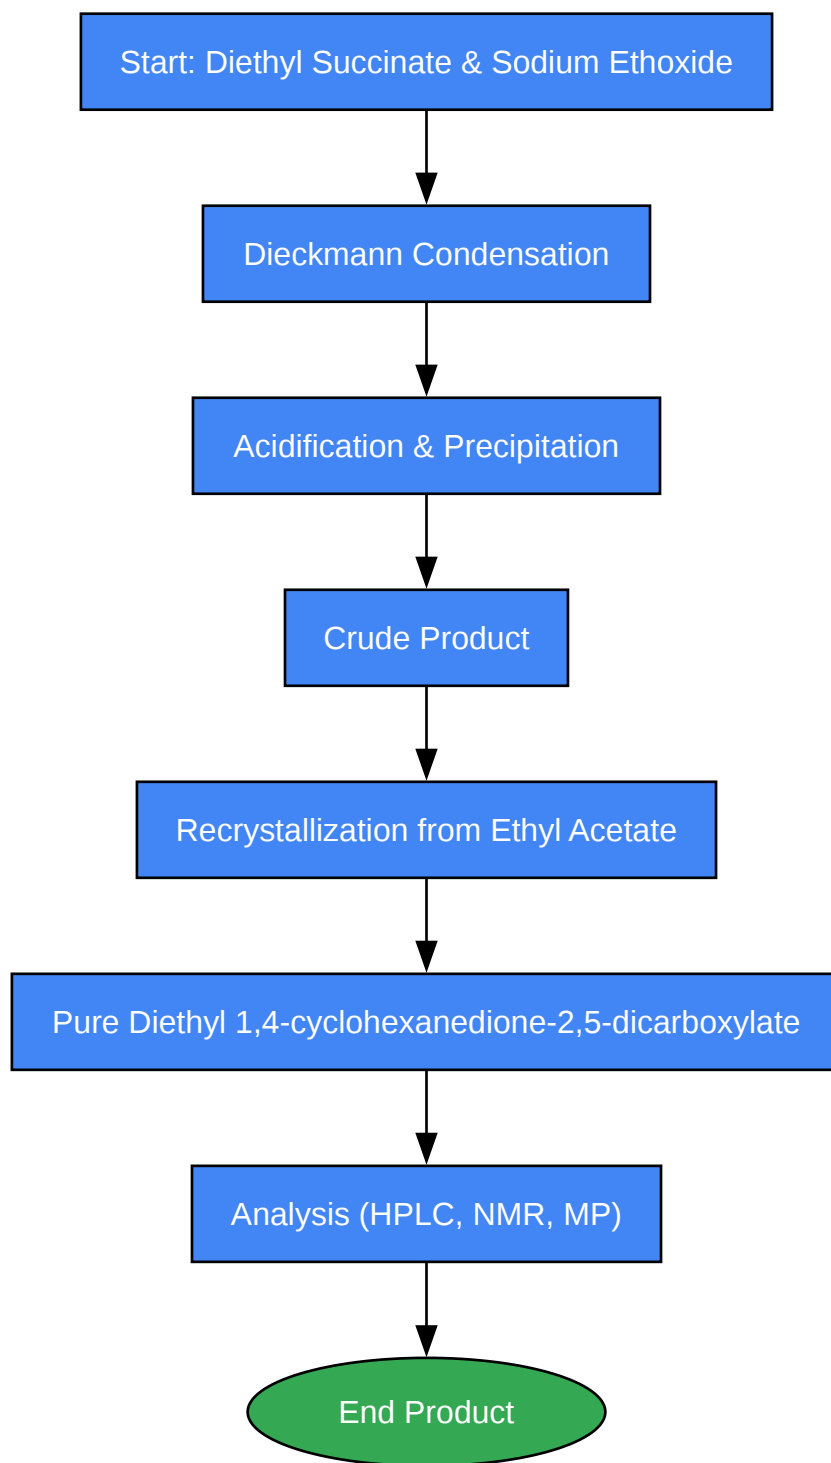 Start: Diethyl Succinate & Sodium Ethoxide
Dieckmann Condensation
Acidification & Precipitation
Crude Product
Recrystallization from Ethyl Acetate
Pure Diethyl 1,4-cyclohexanedione-2,5-dicarboxylate
Analysis (HPLC, NMR, MP)
End Product